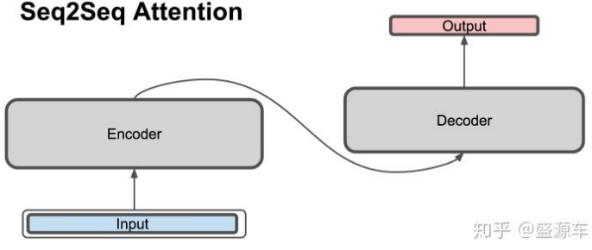 Seq2Seq Attention
Output
Encoder
Decoder
Input
知乎 @盛源车